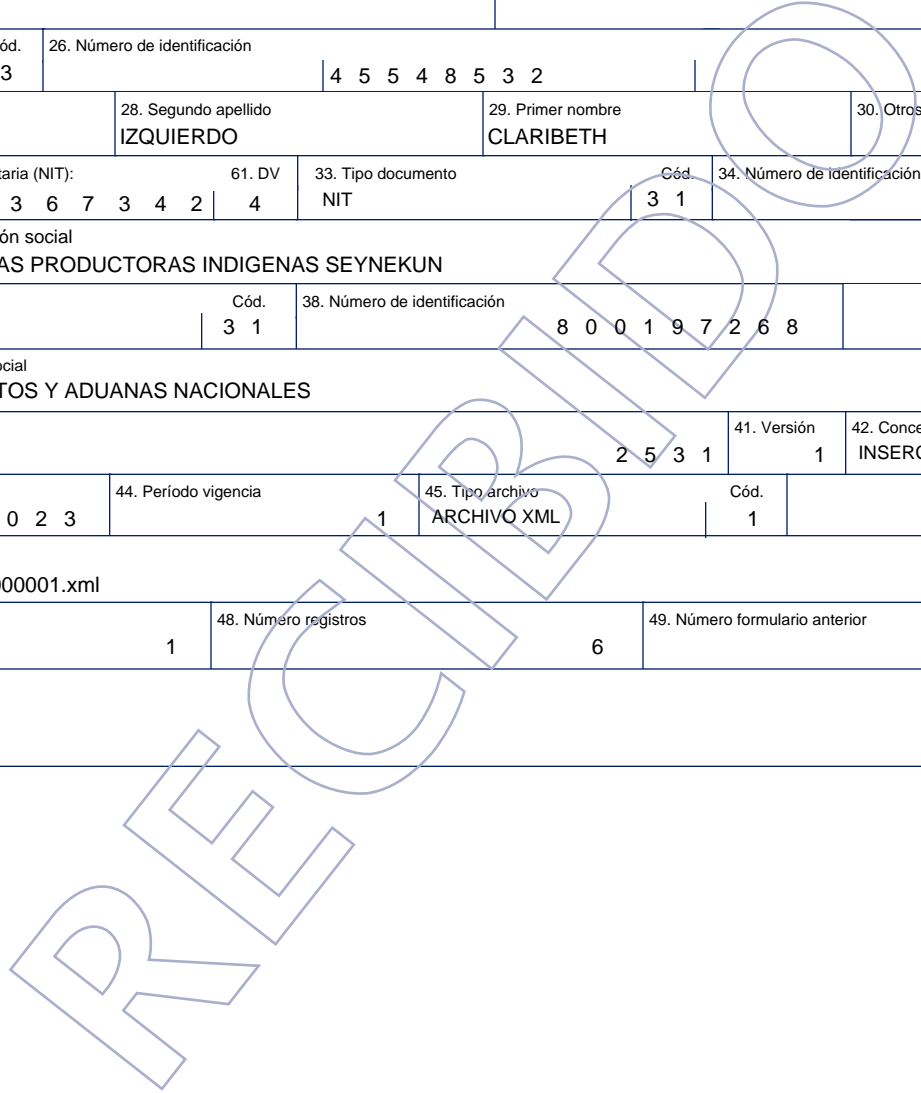 ód. 26. Número de identificación
3 4 5 5 4 8 5 3 2
28. Segundo apellido 29. Primer nombre 30. Otros
IZQUIERDO CLARIBETH
taria (NIT): 61. DV 33. Tipo documento Cód. 34. Número de identificación
3 6 7 3 4 2 4 NIT 3 1
ón social
AS PRODUCTORAS INDIGENAS SEYNEKUN
Cód. 38. Número de identificación
3 1 8 0 0 1 9 7 2 6 8
ocial
TOS Y ADUANAS NACIONALES
41. Versión 42. Conce
2 5 3 1 1 INSERC
44. Período vigencia 45. Tipo archivo Cód.
0 2 3 1 ARCHIVO XML 1
000001.xml
48. Número registros 49. Número formulario anterior
1 6
RECIBIDO